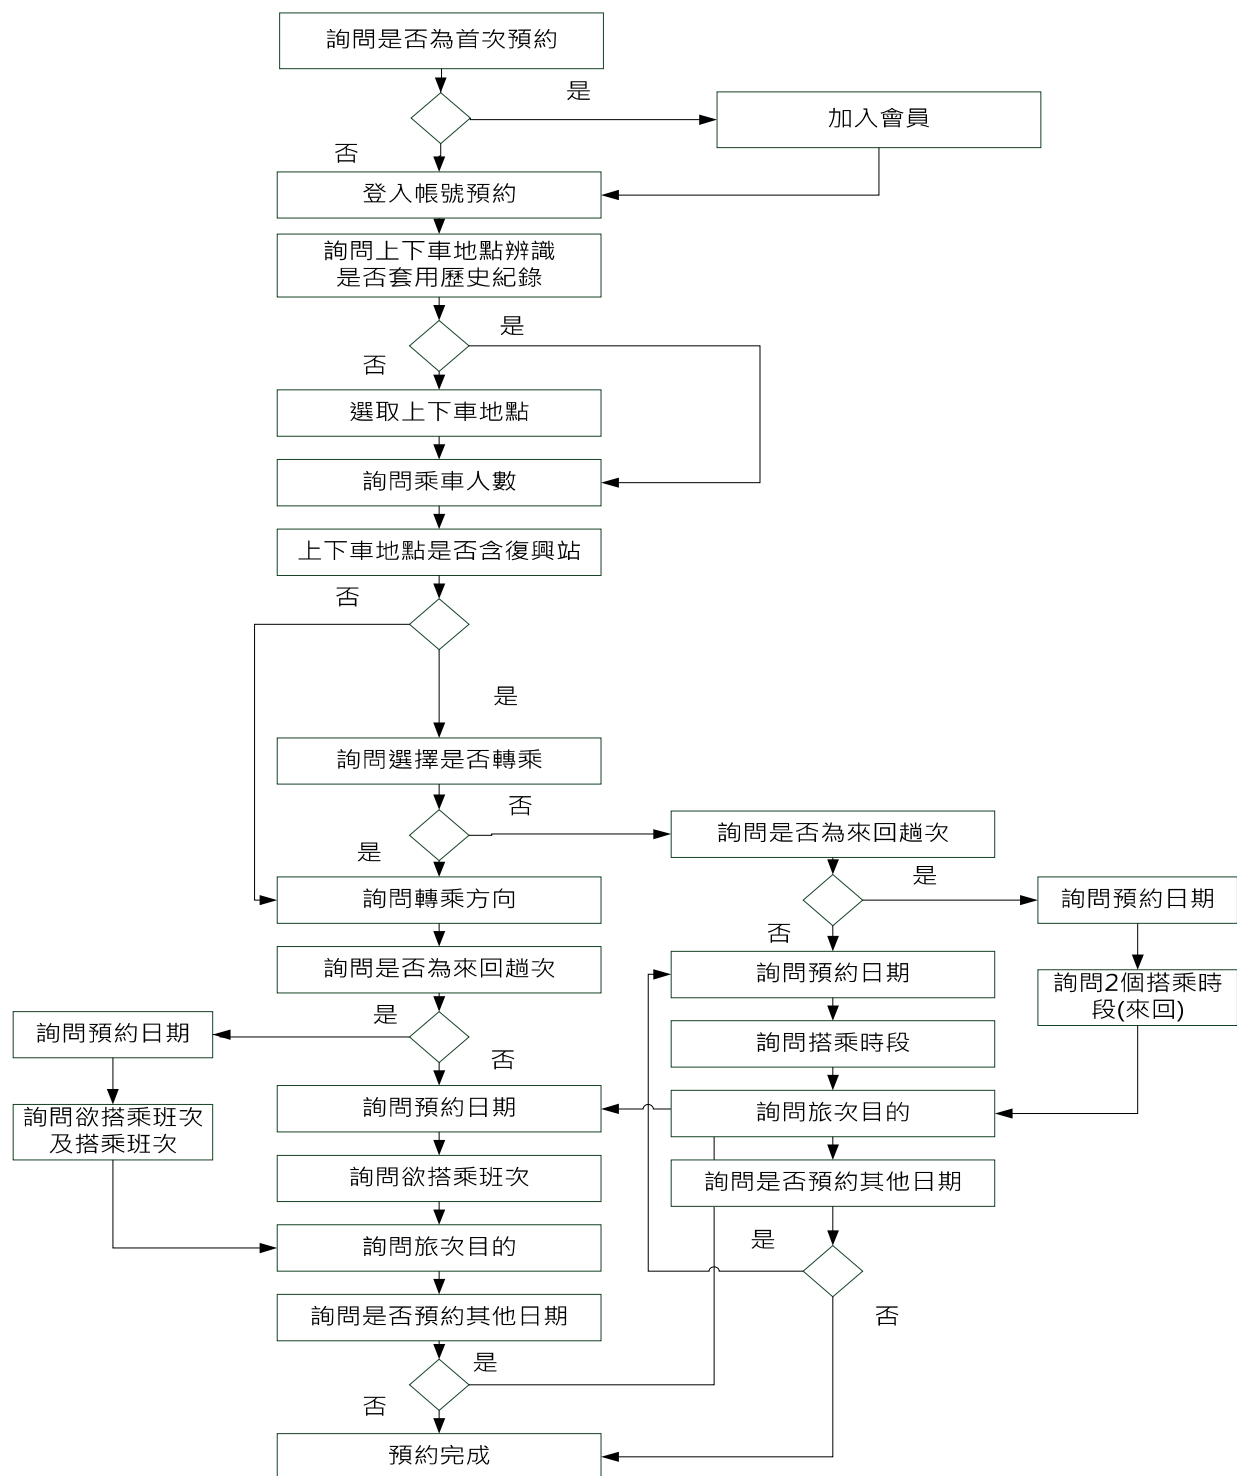 詢問是否為首次預約
是
加入會員
否
登入帳號預約
詢問上下車地點辨識
是否套用歷史紀錄
是
否
選取上下車地點
詢問乘車人數
上下車地點是否含復興站
否
是
詢問選擇是否轉乘
否
詢問是否為來回趟次
是
是
詢問轉乘方向
詢問預約日期
否
詢問是否為來回趟次
詢問預約日期
詢問2個搭乘時
段(來回)
是
詢問預約日期
詢問搭乘時段
否
詢問預約日期
詢問旅次目的
詢問欲搭乘班次
及搭乘班次
詢問欲搭乘班次
詢問是否預約其他日期
詢問旅次目的
是
詢問是否預約其他日期
否
是
否
預約完成